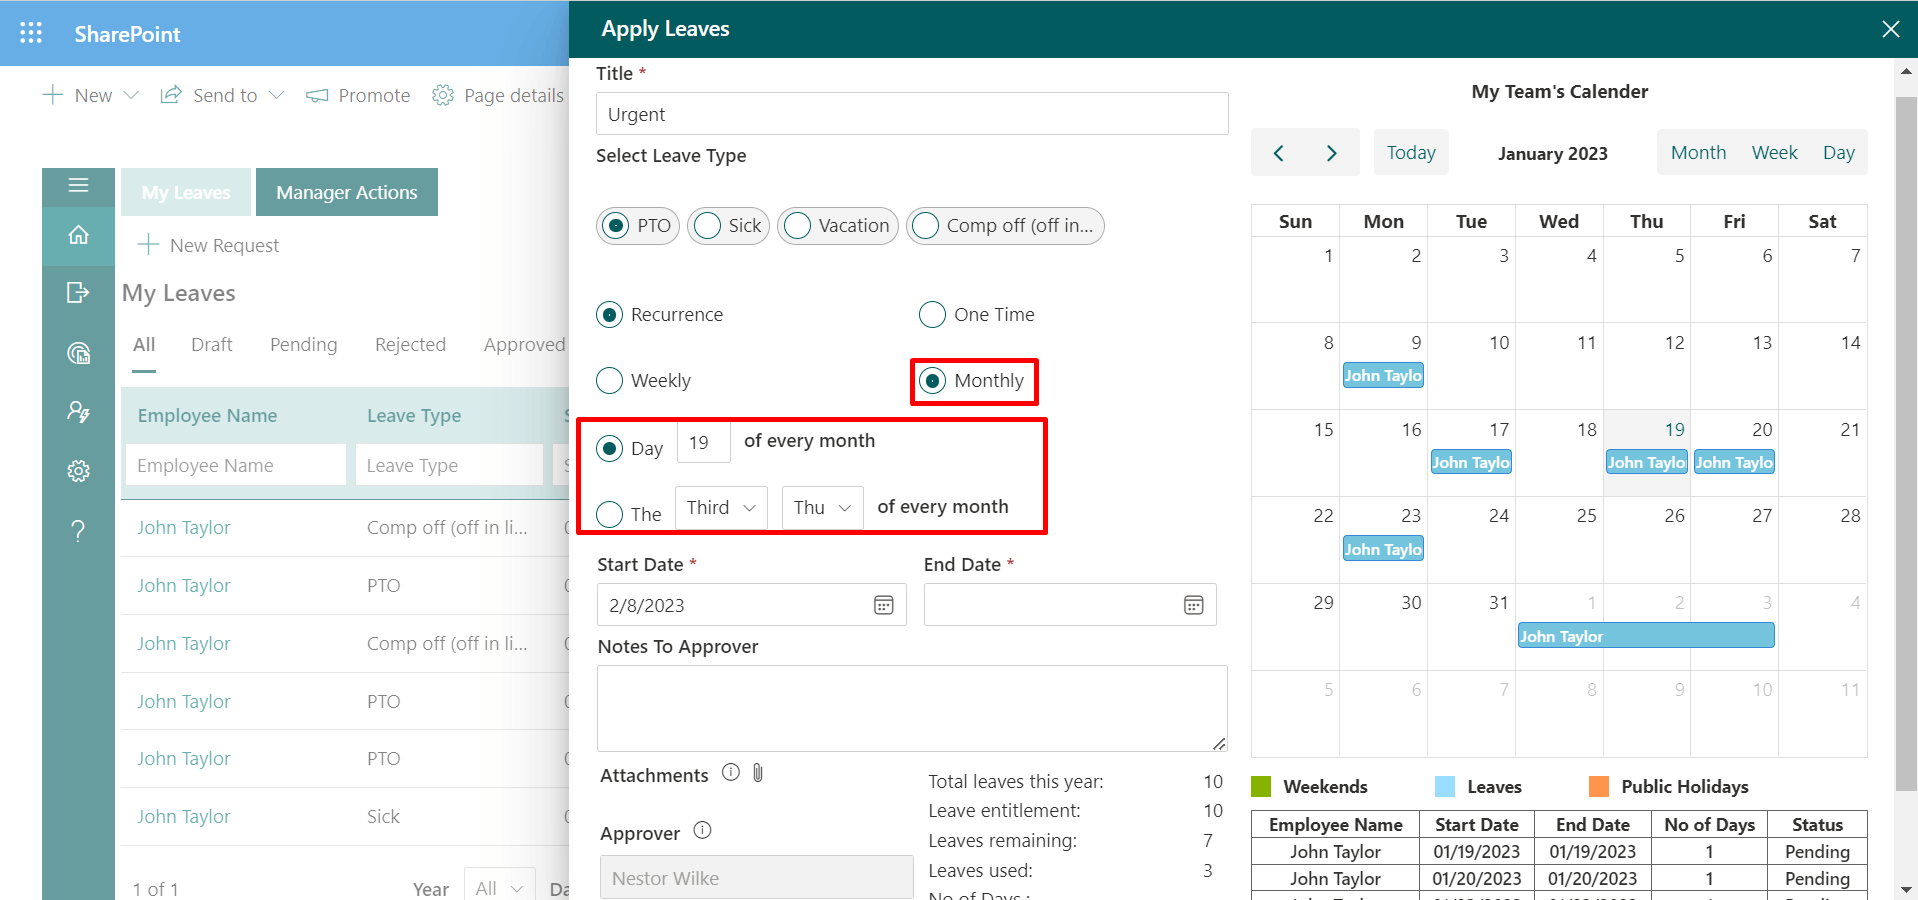 SharePoint
New
Send to
Promote
Page details
My Leaves
Manager Actions
New Request
My Leaves
All Draft Pending Rejected Approved
Employee Name Leave Type
Employee Name Leave Type
John Taylor Comp off (off in li...
John Taylor PTO
John Taylor Comp off (off in li...
John Taylor PTO
John Taylor PTO
John Taylor Sick
1 of 1 Year All
Apply Leaves
Title *
Urgent
Select Leave Type
PTO Sick Vacation Comp off (off in...
Recurrence One Time
Weekly Monthly
Day 19 of every month
The Third Thu of every month
Start Date * End Date *
2/8/2023
Notes To Approver
Attachments
Approver
Nestor Wilke
Total leaves this year: 10
Leave entitlement: 10
Leaves remaining: 7
Leaves used: 3
My Team's Calender
Today January 2023 Month Week Day
Sun Mon Tue Wed Thu Fri Sat
1 2 3 4 5 6 7
8 9 10 11 12 13 14
John Taylo
15 16 17 18 19 20 21
John Taylo John Taylo John Taylo
22 23 24 25 26 27 28
John Taylo
29 30 31 1 2 3 4
John Taylor
5 6 7 8 9 10 11
Weekends Leaves Public Holidays
Employee Name Start Date End Date No of Days Status
John Taylor 01/19/2023 01/19/2023 1 Pending
John Taylor 01/20/2023 01/20/2023 1 Pending